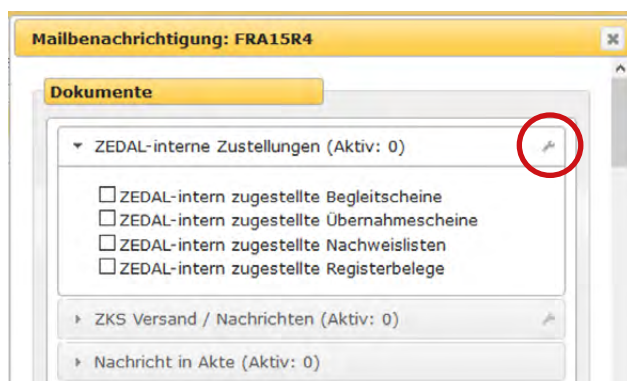 Mailbenachrichtigung: FRA15R4
Dokumente
ZEDAL-interne Zustellungen (Aktiv: 0)
ZEDAL-intern zugestellte Begleitscheine
ZEDAL-intern zugestellte Übernahmescheine
ZEDAL-intern zugestellte Nachweislisten
ZEDAL-intern zugestellte Registerbelege
ZKS Versand / Nachrichten (Aktiv: 0)
Nachricht in Akte (Aktiv: 0)